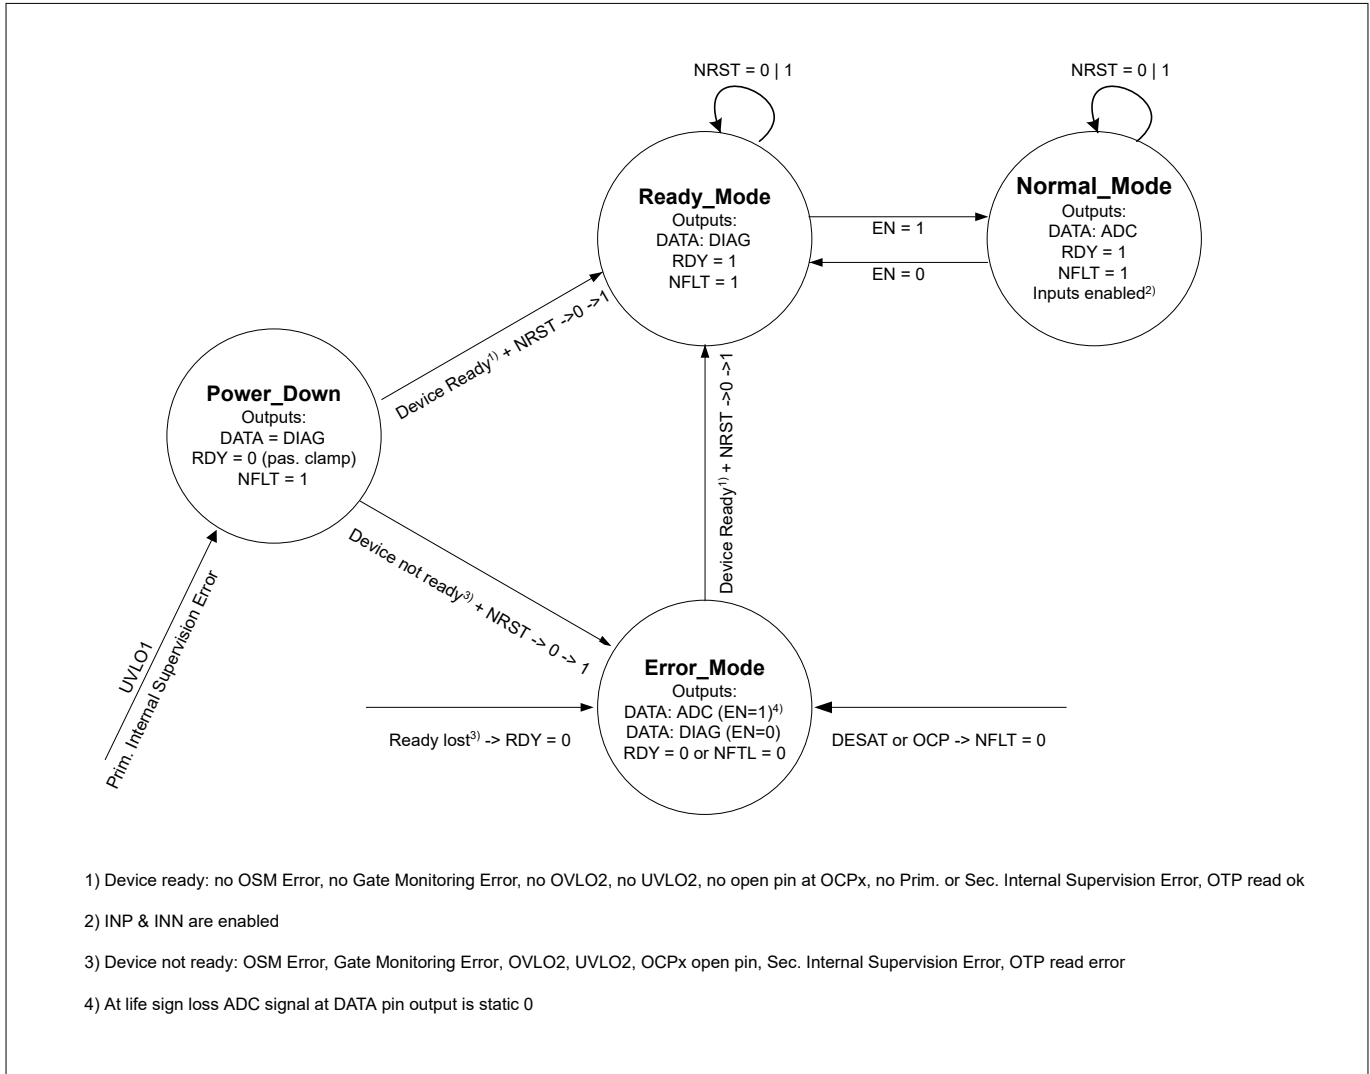 NRST = 0 | 1
NRST = 0 | 1
Ready_Mode
Outputs:
DATA: DIAG
RDY = 1
NFLT = 1
EN = 1
EN = 0
Normal_Mode
Outputs:
DATA: ADC
RDY = 1
NFLT = 1
Inputs enabled2)
Device Ready1) + NRST ->0 ->1
Power_Down
Outputs:
DATA = DIAG
RDY = 0 (pas. clamp)
NFLT = 1
Device Ready1) + NRST ->0 ->1
Device not ready3) + NRST -> 0 -> 1
UVLO1
Prim. Internal Supervision Error
Error_Mode
Outputs:
DATA: ADC (EN=1)4)
DATA: DIAG (EN=0)
RDY = 0 or NFTL = 0
Ready lost3) -> RDY = 0
DESAT or OCP -> NFLT = 0
1) Device ready: no OSM Error, no Gate Monitoring Error, no OVLO2, no UVLO2, no open pin at OCPx, no Prim. or Sec. Internal Supervision Error, OTP read ok
2) INP & INN are enabled
3) Device not ready: OSM Error, Gate Monitoring Error, OVLO2, UVLO2, OCPx open pin, Sec. Internal Supervision Error, OTP read error
4) At life sign loss ADC signal at DATA pin output is static 0